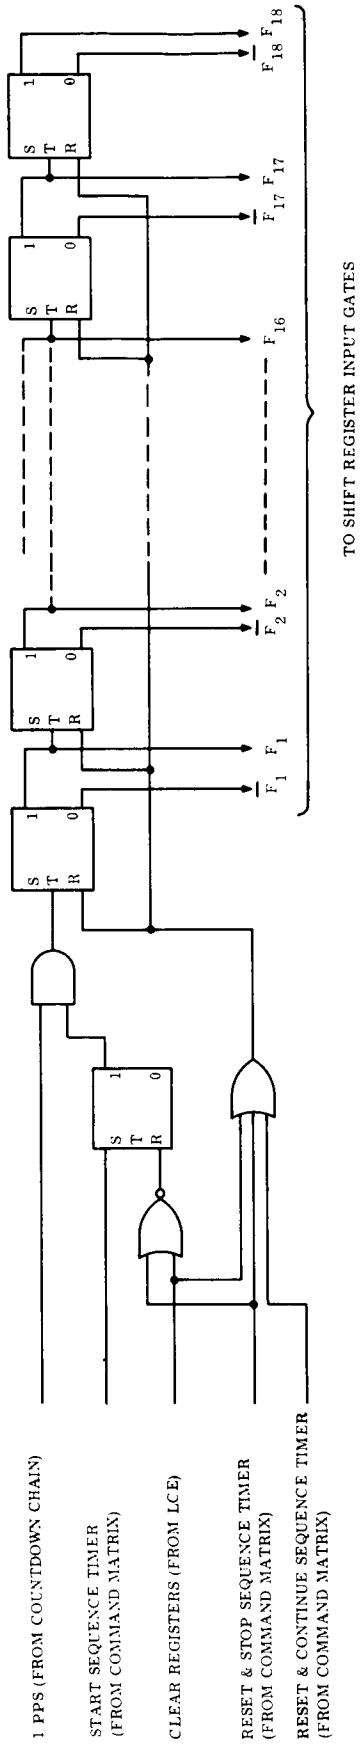 1 PPS (FROM COUNTDOWN CHAIN)
START SEQUENCE TIMER
(FROM COMMAND MATRIX)
CLEAR REGISTERS (FROM LCE)
RESET & STOP SEQUENCE TIMER
(FROM COMMAND MATRIX)
RESET & CONTINUE SEQUENCE TIMER
(FROM COMMAND MATRIX)
S 1
T
R 0
S 1
T
R 0
S 1
T
R 0
S 1
T
R 0
S 1
T
R 0
F̅1
F1
F̅2
F2
F16
F̅17
F17
F̅18
F18
TO SHIFT REGISTER INPUT GATES